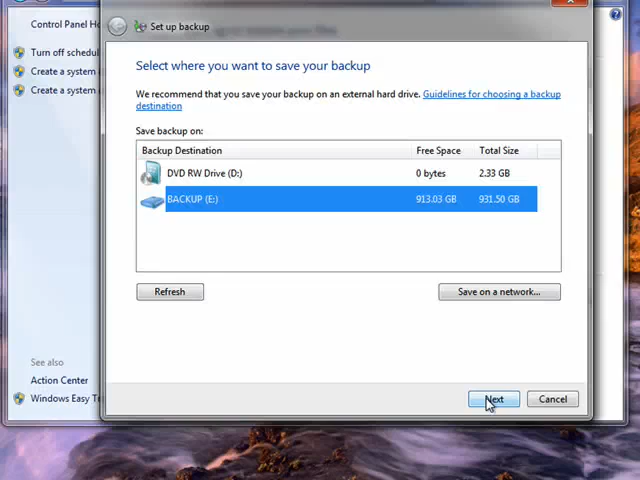 Control Panel Ho
Set up backup
Turn off schedul
Create a system
Create a system
Select where you want to save your backup
We recommend that you save your backup on an external hard drive. Guidelines for choosing a backup
destination
Save backup on:
Backup Destination Free Space Total Size
DVD RW Drive (D:) 0 bytes 2.33 GB
BACKUP (E:) 913.03 GB 931.50 GB
Refresh Save on a network...
See also
Action Center
Windows Easy Tr
Next Cancel